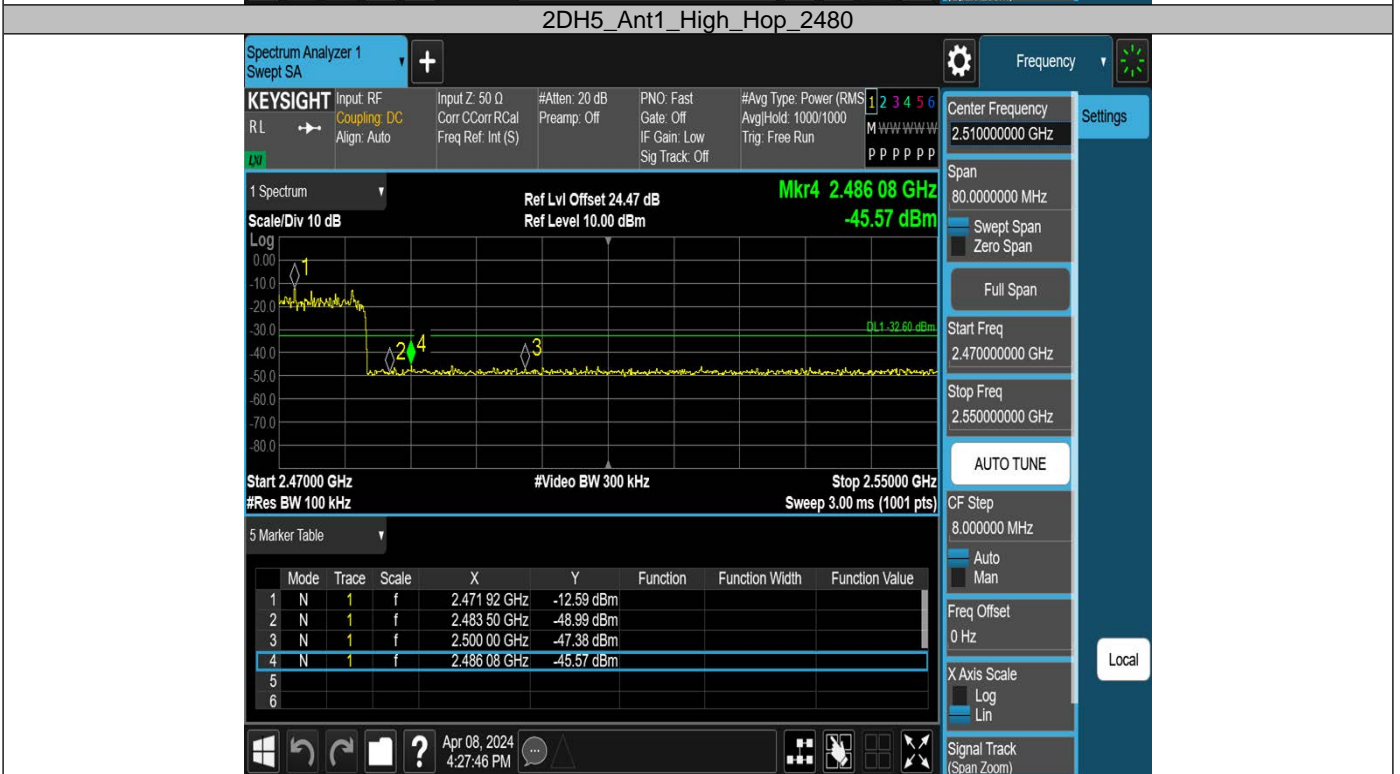 2DH5_Ant1_High_Hop_2480
Spectrum Analyzer 1
Swept SA
+
Frequency
KEYSIGHT
RL
LXI
Input: RF
Coupling: DC
Align: Auto
Input Z: 50 Ω
Corr CCorr RCal
Freq Ref: Int (S)
#Atten: 20 dB
Preamp: Off
PNO: Fast
Gate: Off
IF Gain: Low
Sig Track: Off
#Avg Type: Power (RMS
Avg|Hold: 1000/1000
Trig: Free Run
1 2 3 4 5 6
M W W W W W
P P P P P P
Center Frequency
2.510000000 GHz
Settings
Span
80.0000000 MHz
Swept Span
Zero Span
Full Span
Start Freq
2.470000000 GHz
Stop Freq
2.550000000 GHz
AUTO TUNE
CF Step
8.000000 MHz
Auto
Man
Freq Offset
0 Hz
X Axis Scale
Log
Lin
Signal Track
(Span Zoom)
Local
1 Spectrum
Scale/Div 10 dB
Ref Lvl Offset 24.47 dB
Ref Level 10.00 dBm
Mkr4 2.486 08 GHz
-45.57 dBm
Log
0.00
-10.0
-20.0
-30.0
-40.0
-50.0
-60.0
-70.0
-80.0
1
2
4
3
DL1 -32.60 dBm
Start 2.47000 GHz
#Video BW 300 kHz
Stop 2.55000 GHz
#Res BW 100 kHz
Sweep 3.00 ms (1001 pts)
5 Marker Table
Mode Trace Scale X Y Function Function Width Function Value
1 N 1 f 2.471 92 GHz -12.59 dBm
2 N 1 f 2.483 50 GHz -48.99 dBm
3 N 1 f 2.500 00 GHz -47.38 dBm
4 N 1 f 2.486 08 GHz -45.57 dBm
5
6
?
Apr 08, 2024
4:27:46 PM